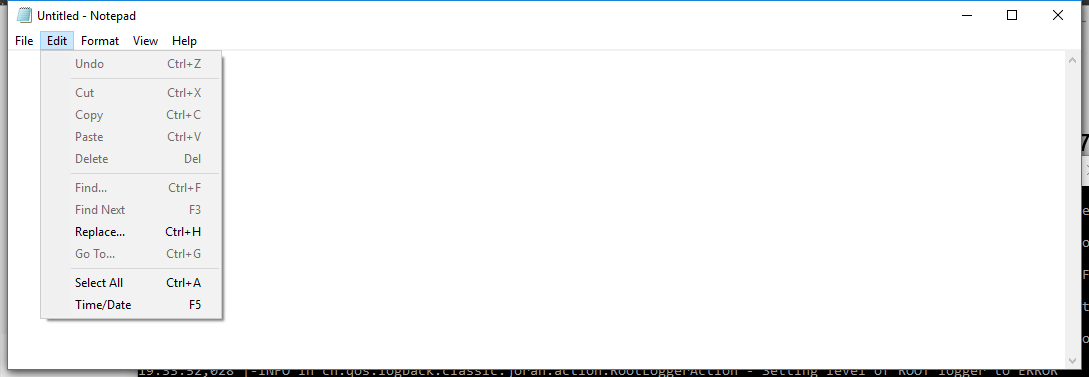 Untitled - Notepad
File Edit Format View Help
Undo Ctrl+Z
Cut Ctrl+X
Copy Ctrl+C
Paste Ctrl+V
Delete Del
Find... Ctrl+F
Find Next F3
Replace... Ctrl+H
Go To... Ctrl+G
Select All Ctrl+A
Time/Date F5
19:33:52,028 |-INFO in ch.qos.logback.classic.joran.action.RootLoggerAction - Setting level of ROOT logger to ERROR